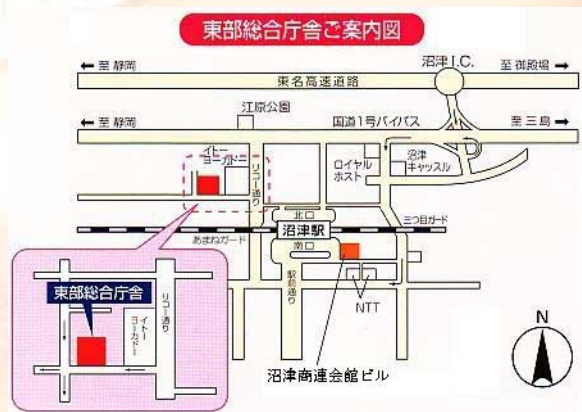 東部総合庁舎ご案内図
沼津I.C.
← 至 静岡
至 御殿場 →
東名高速道路
江原公園
← 至 静岡
国道1号バイパス
至 三島 →
イトー
ヨーカドー
リコー通り
ロイヤル
ホスト
沼津
キャッスル
北口
三つ目ガード
沼津駅
あまねガード
南口
駅前通り
NTT
東部総合庁舎
リコー通り
イトー
ヨーカドー
沼津商連会館ビル
N